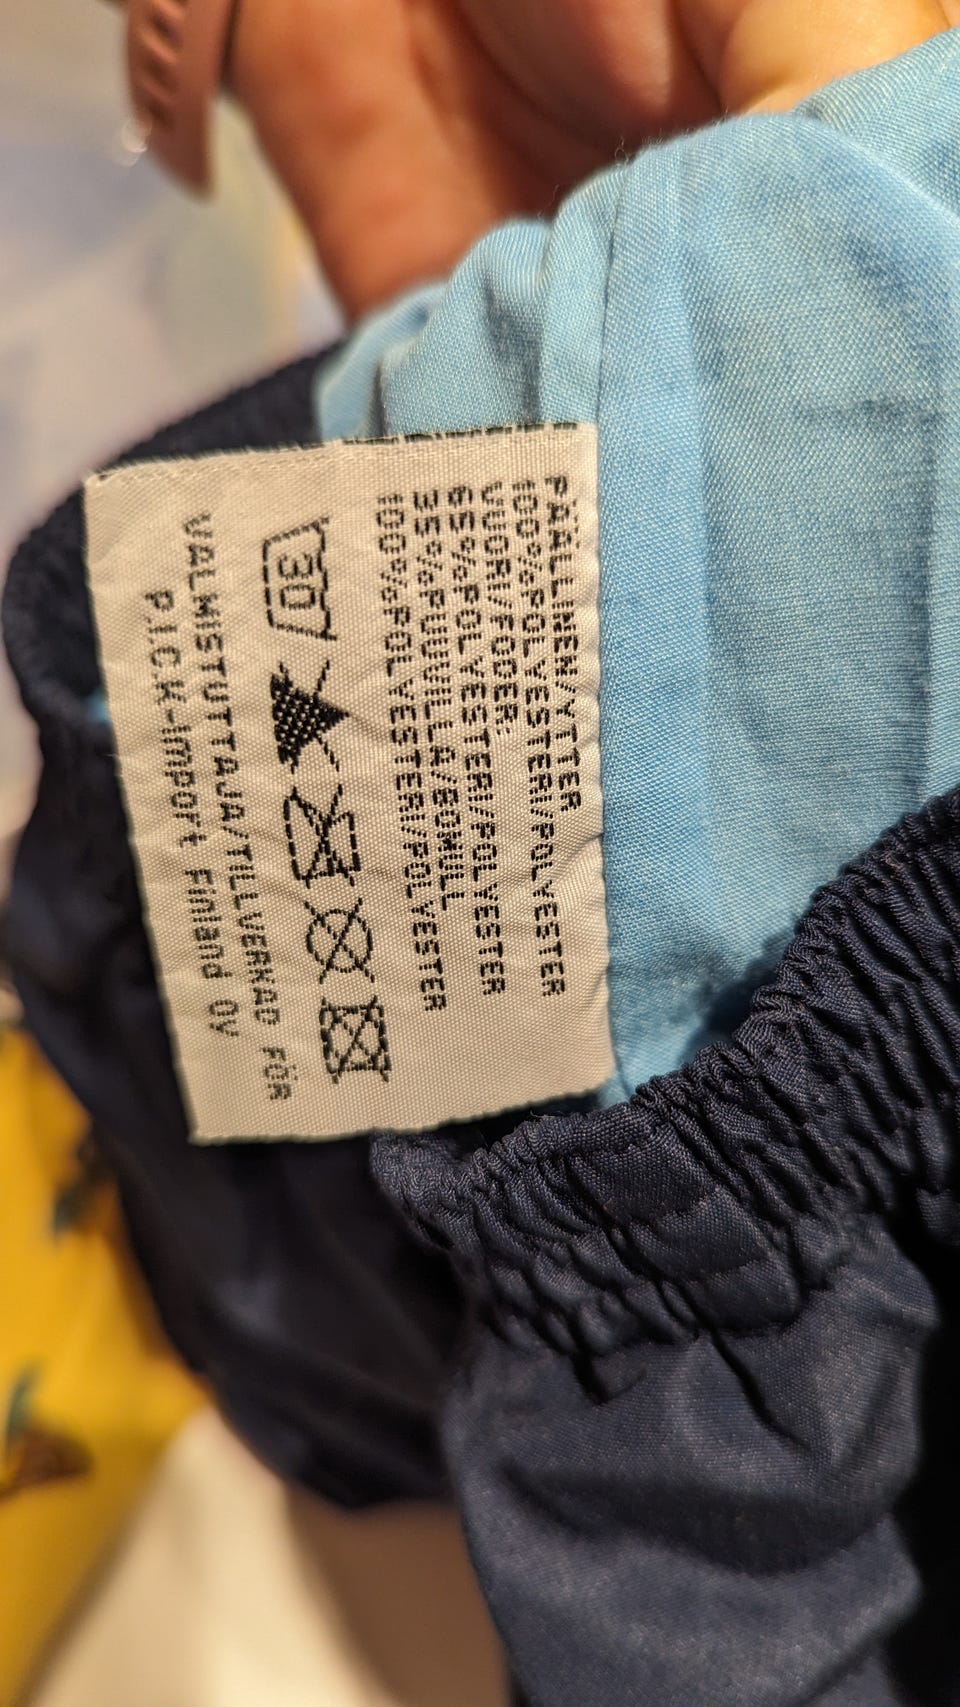 PÄÄLLINEN/YTTER
100%POLYESTERI/POLYESTER
VUORI/FODER
65%POLYESTERI/POLYESTER
35%PUUVILLA/BOMULL
100%POLYESTERI/POLYESTER
30
VALMISTUTTAJA/TILLVERKAD FÖR
P.I.C.K-Import Finland OY